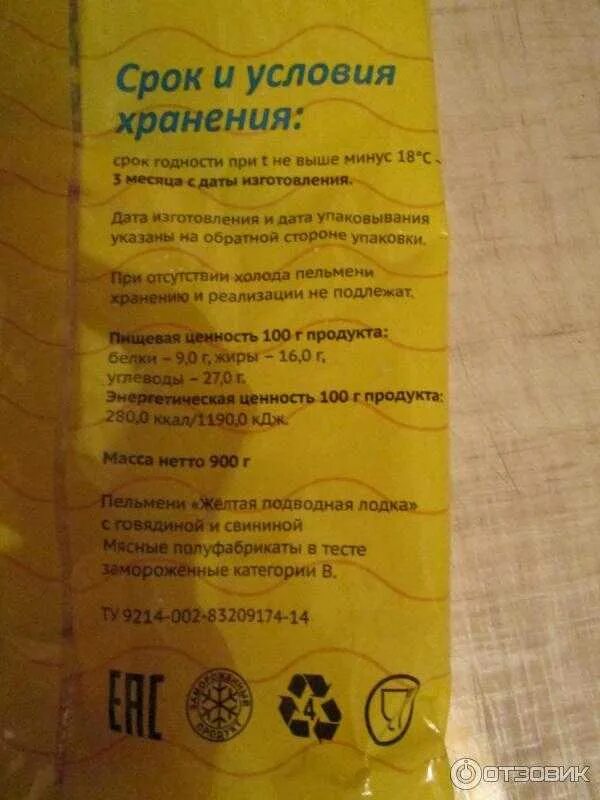 Срок и условия
хранения:
срок годности при t не выше минус 18°С -
3 месяца с даты изготовления.
Дата изготовления и дата упаковывания
указаны на обратной стороне упаковки.
При отсутствии холода пельмени
хранению и реализации не подлежат.
Пищевая ценность 100 г продукта:
белки – 9,0 г, жиры – 16,0 г,
углеводы – 27,0 г.
Энергетическая ценность 100 г продукта:
280,0 ккал/1190,0 кДж.
Масса нетто 900 г
Пельмени «Жёлтая подводная лодка»
с говядиной и свининой
Мясные полуфабрикаты в тесте
замороженные категории В.
ТУ 9214-002-83209174-14
ЕАС
ЗАМОРОЖЕННЫЙ
ПРОДУКТ
4
ОТЗОВИК